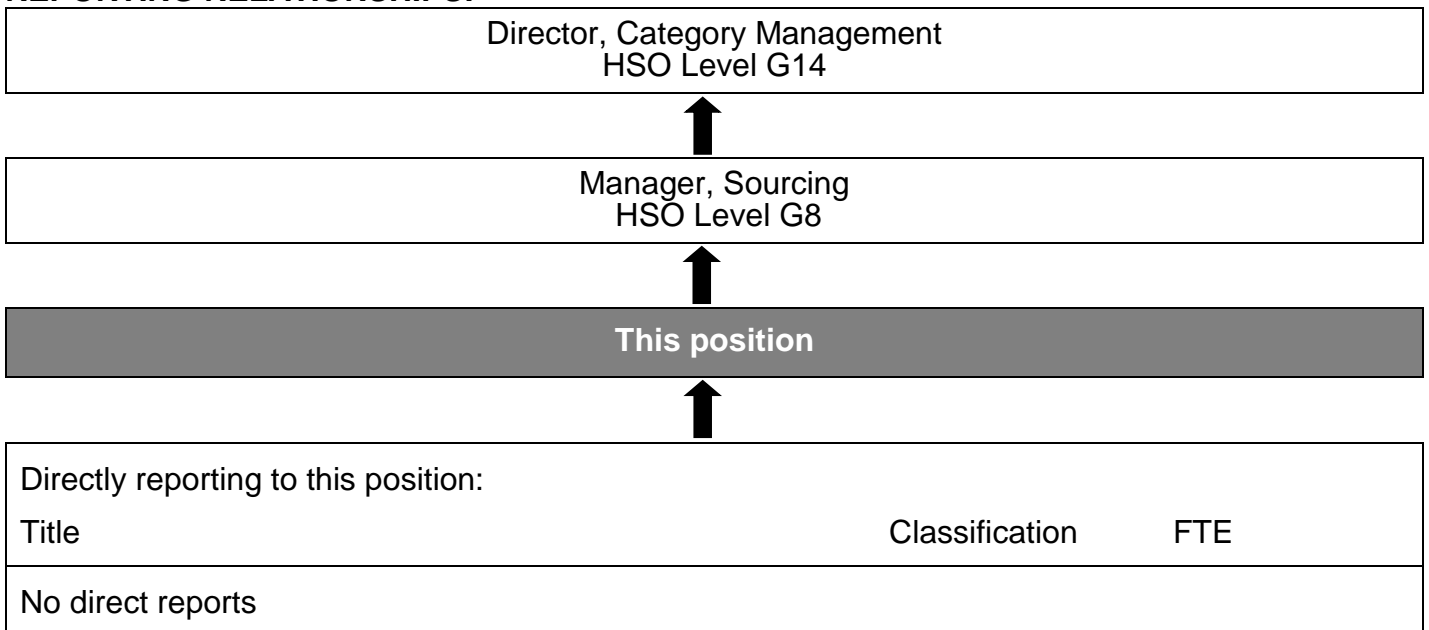 Director, Category Management
HSO Level G14
Manager, Sourcing
HSO Level G8
This position
Directly reporting to this position:
Title Classification FTE
No direct reports